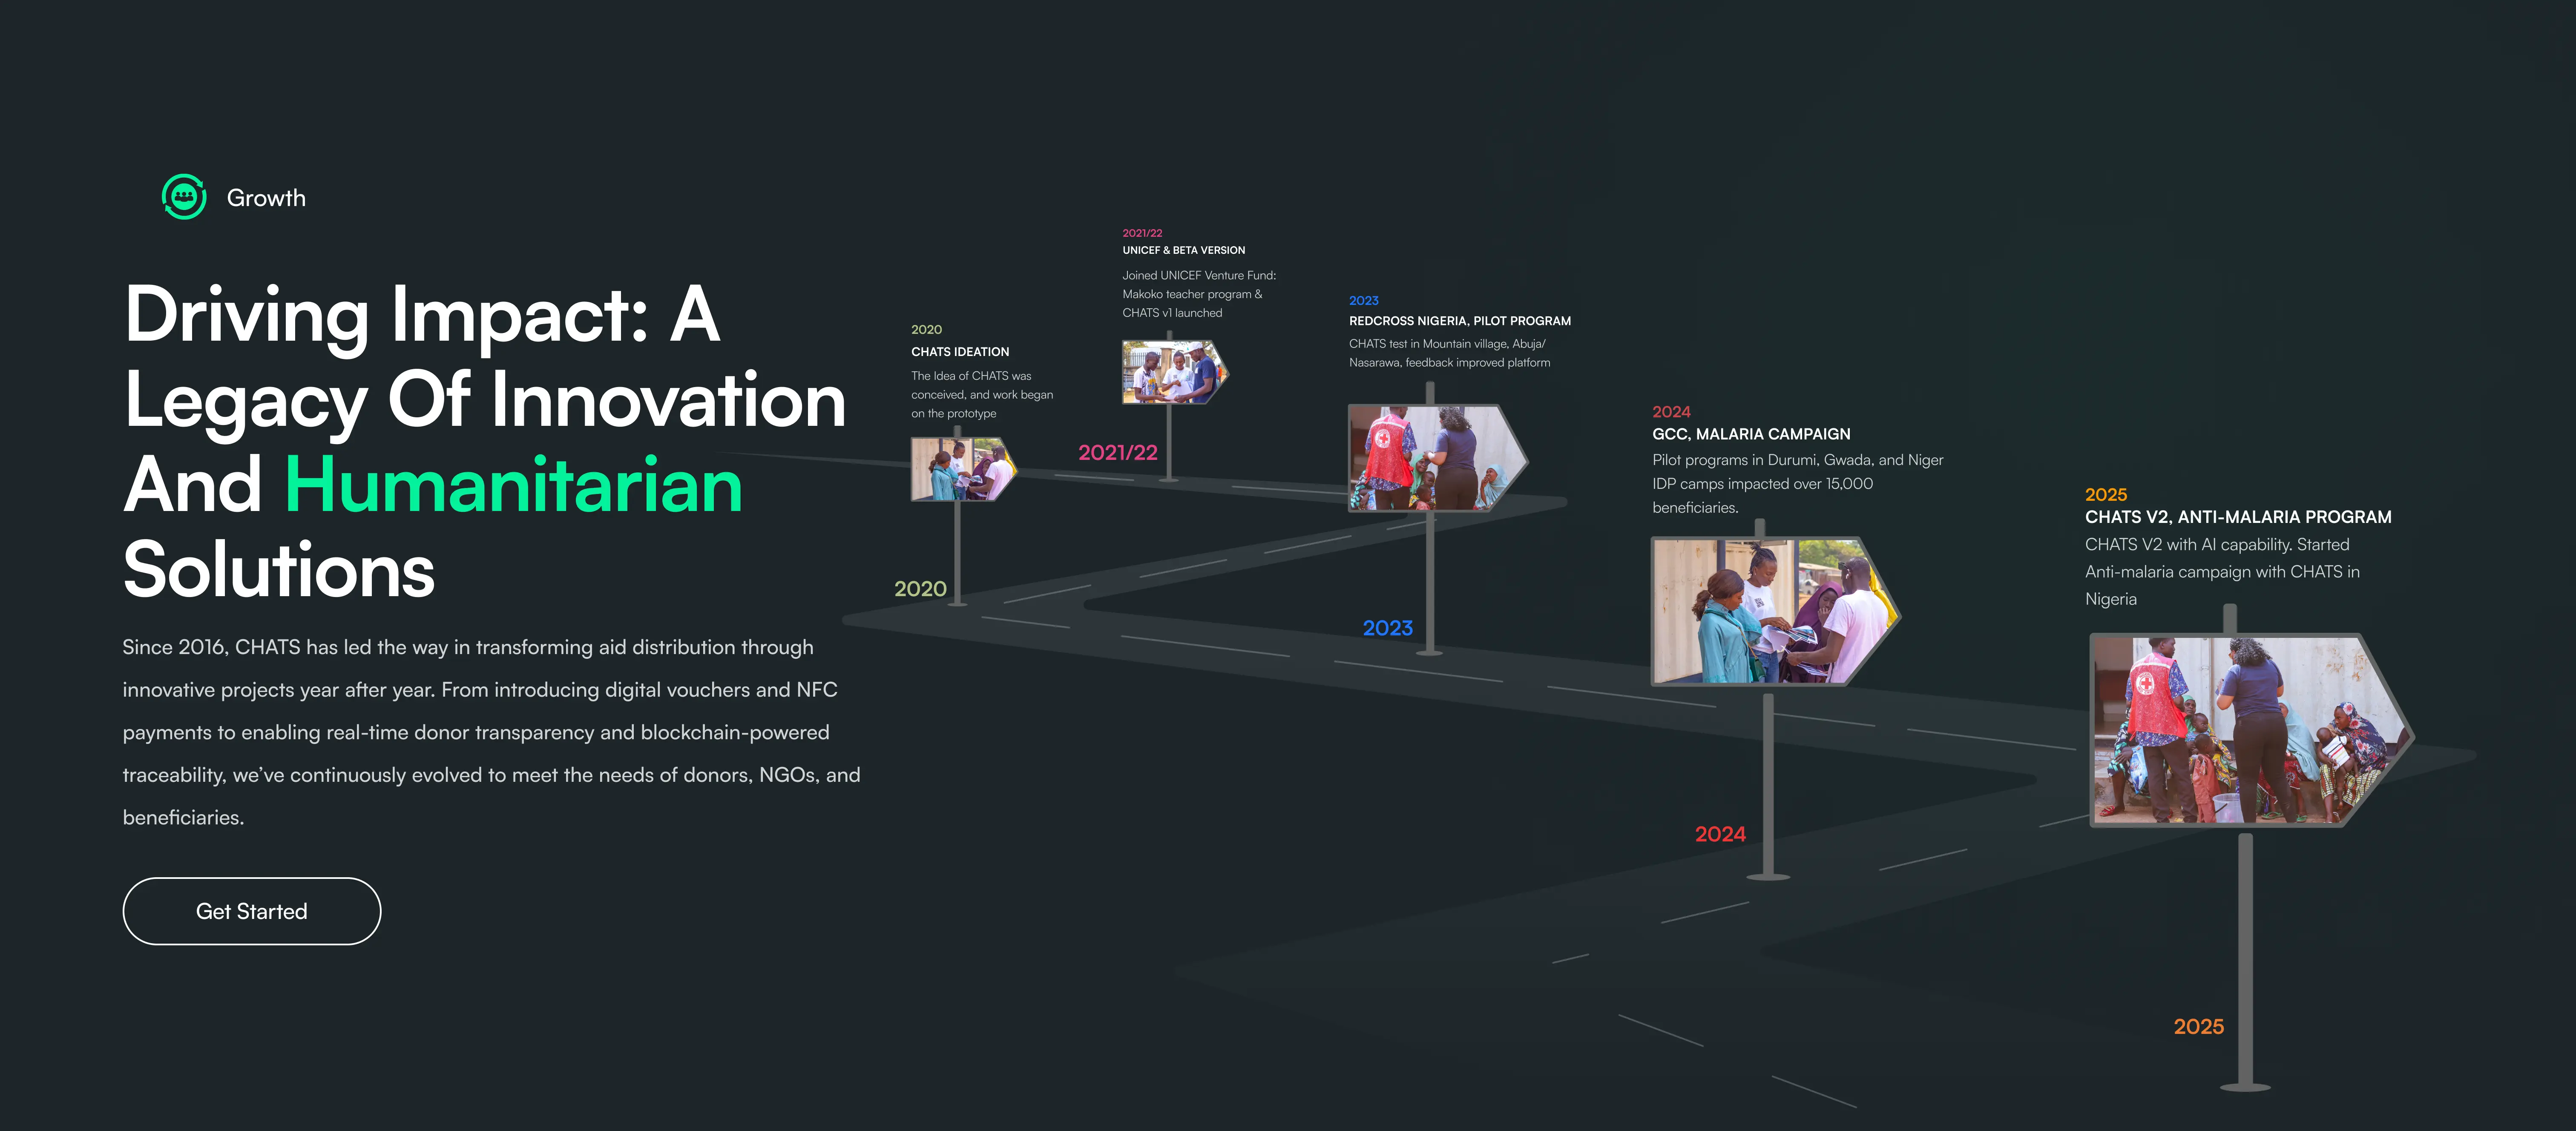 Growth
Driving Impact: A
Legacy Of Innovation
And Humanitarian
Solutions
Since 2016, CHATS has led the way in transforming aid distribution through
innovative projects year after year. From introducing digital vouchers and NFC
payments to enabling real-time donor transparency and blockchain-powered
traceability, we’ve continuously evolved to meet the needs of donors, NGOs, and
beneficiaries.
Get Started
2020
CHATS IDEATION
The Idea of CHATS was
conceived, and work began
on the prototype
2020
2021/22
UNICEF & BETA VERSION
Joined UNICEF Venture Fund:
Makoko teacher program &
CHATS v1 launched
2021/22
2023
REDCROSS NIGERIA, PILOT PROGRAM
CHATS test in Mountain village, Abuja/
Nasarawa, feedback improved platform
2023
2024
GCC, MALARIA CAMPAIGN
Pilot programs in Durumi, Gwada, and Niger
IDP camps impacted over 15,000
beneficiaries.
2024
2025
CHATS V2, ANTI-MALARIA PROGRAM
CHATS V2 with AI capability. Started
Anti-malaria campaign with CHATS in
Nigeria
2025